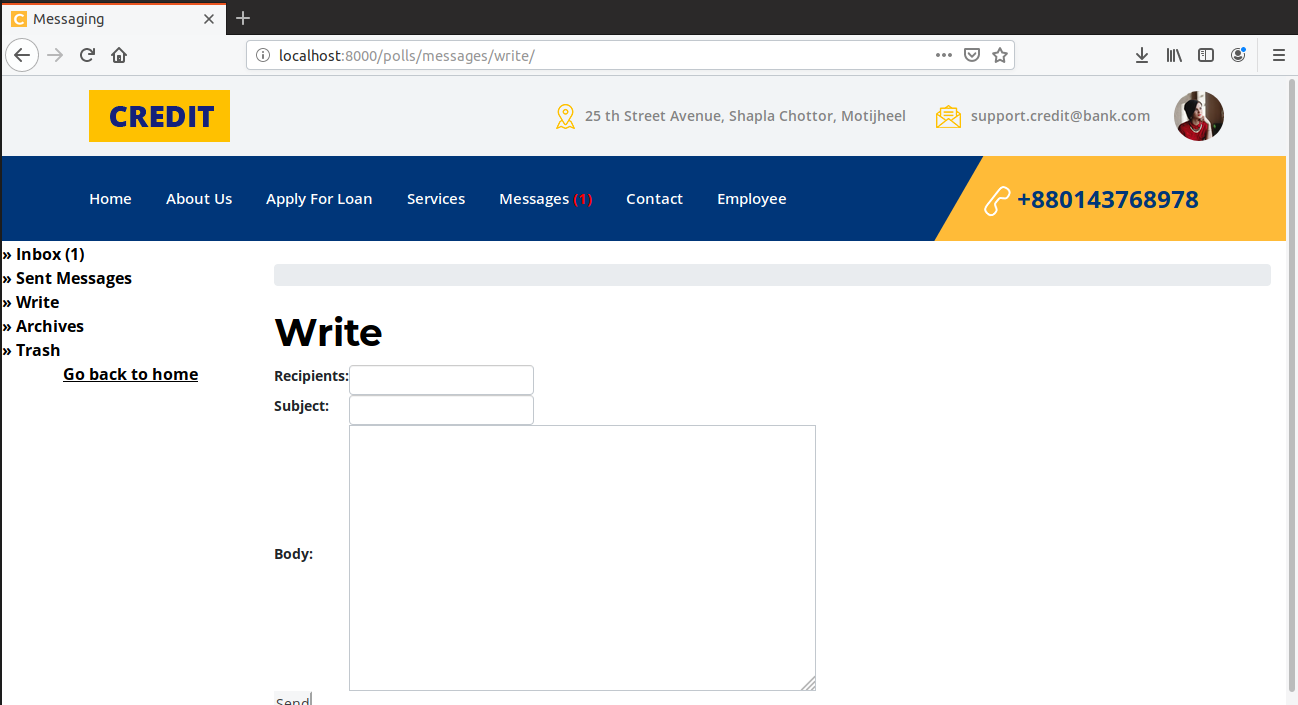 C Messaging
localhost:8000/polls/messages/write/
CREDIT
25 th Street Avenue, Shapla Chottor, Motijheel
support.credit@bank.com
Home About Us Apply For Loan Services Messages (1) Contact Employee
+880143768978
» Inbox (1)
» Sent Messages
» Write
» Archives
» Trash
Go back to home
Write
Recipients:
Subject:
Body:
Send